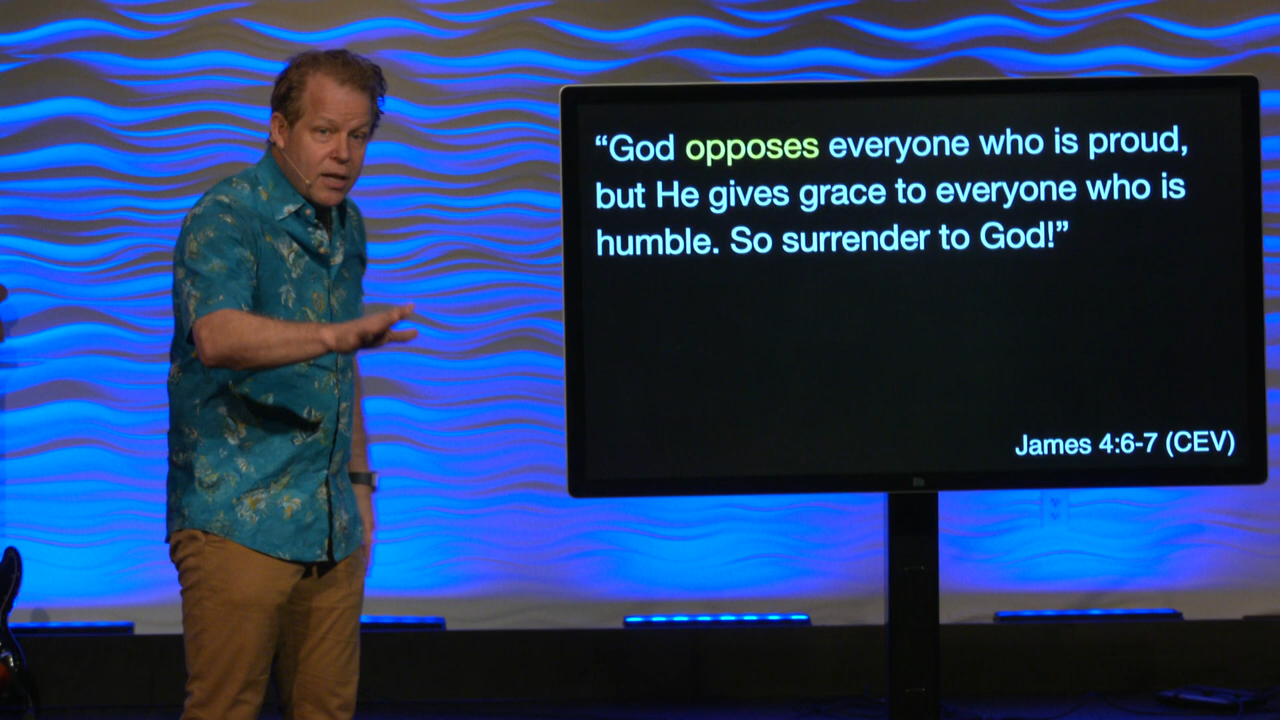 “God opposes everyone who is proud,
but He gives grace to everyone who is
humble. So surrender to God!”
James 4:6-7 (CEV)